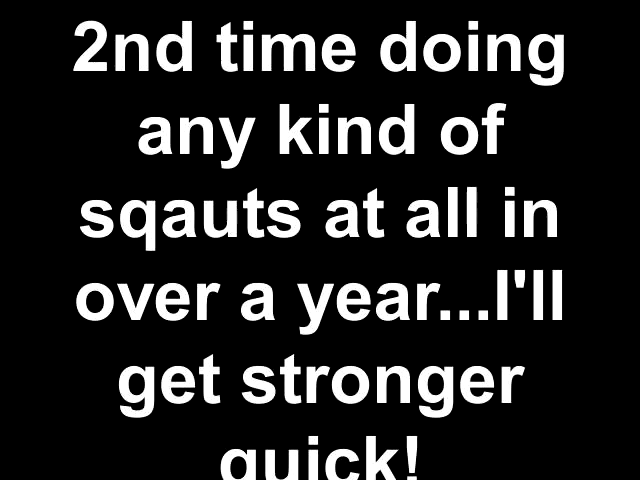 2nd time doing
any kind of
sqauts at all in
over a year...I'll
get stronger
quick!